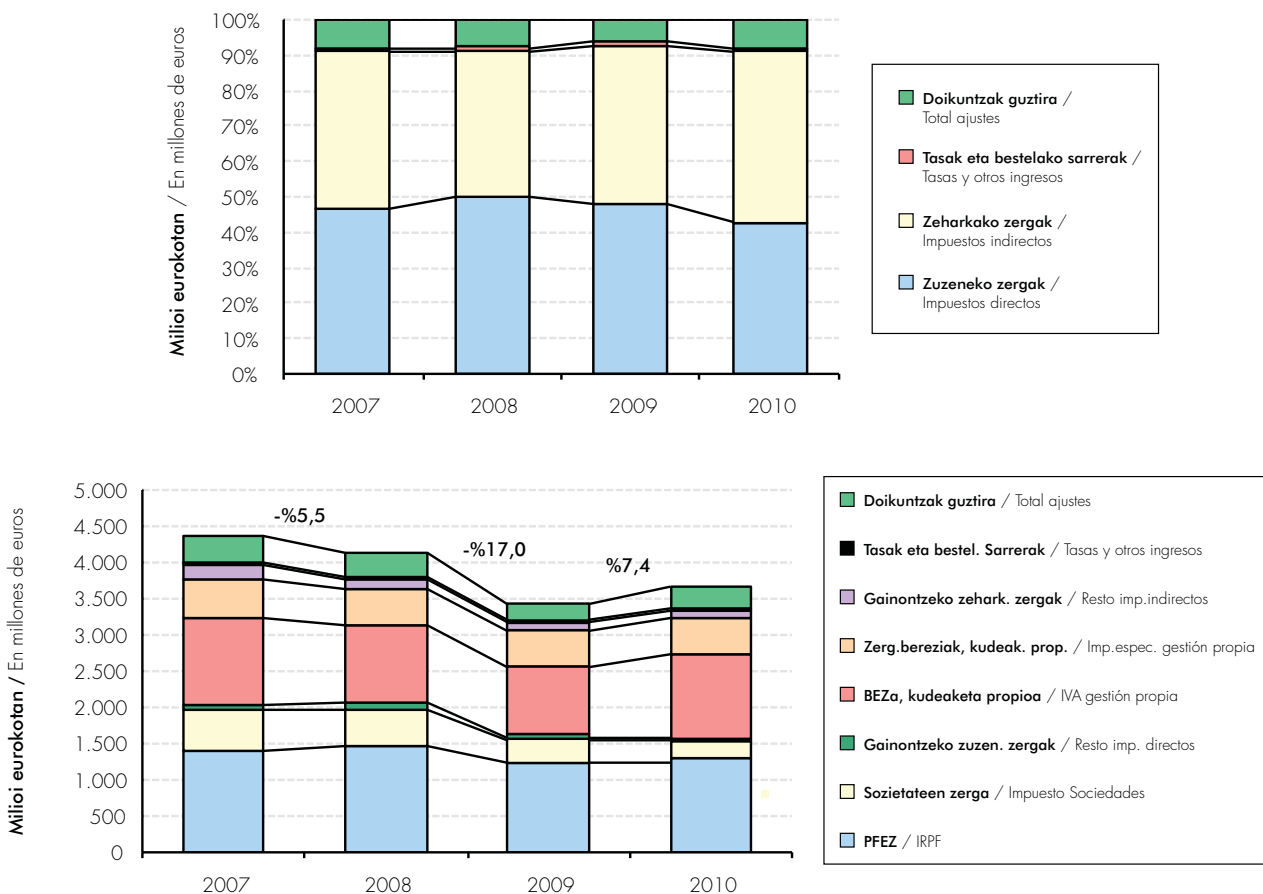 100%
90%
80%
70%
60%
50%
40%
30%
20%
10%
0%
Milioi eurokotan / En millones de euros
2007
2008
2009
2010
Doikuntzak guztira /
Total ajustes
Tasak eta bestelako sarrerak /
Tasas y otros ingresos
Zeharkako zergak /
Impuestos indirectos
Zuzeneko zergak /
Impuestos directos
5.000
4.500
4.000
3.500
3.000
2.500
2.000
1.500
1.000
500
0
Milioi eurokotan / En millones de euros
-%5,5
-%17,0
%7,4
2007
2008
2009
2010
Doikuntzak guztira / Total ajustes
Tasak eta bestel. Sarrerak / Tasas y otros ingresos
Gainontzeko zehark. zergak / Resto imp.indirectos
Zerg.bereziak, kudeak. prop. / Imp.espec. gestión propia
BEZa, kudeaketa propioa / IVA gestión propia
Gainontzeko zuzen. zergak / Resto imp. directos
Sozietateen zerga / Impuesto Sociedades
PFEZ / IRPF